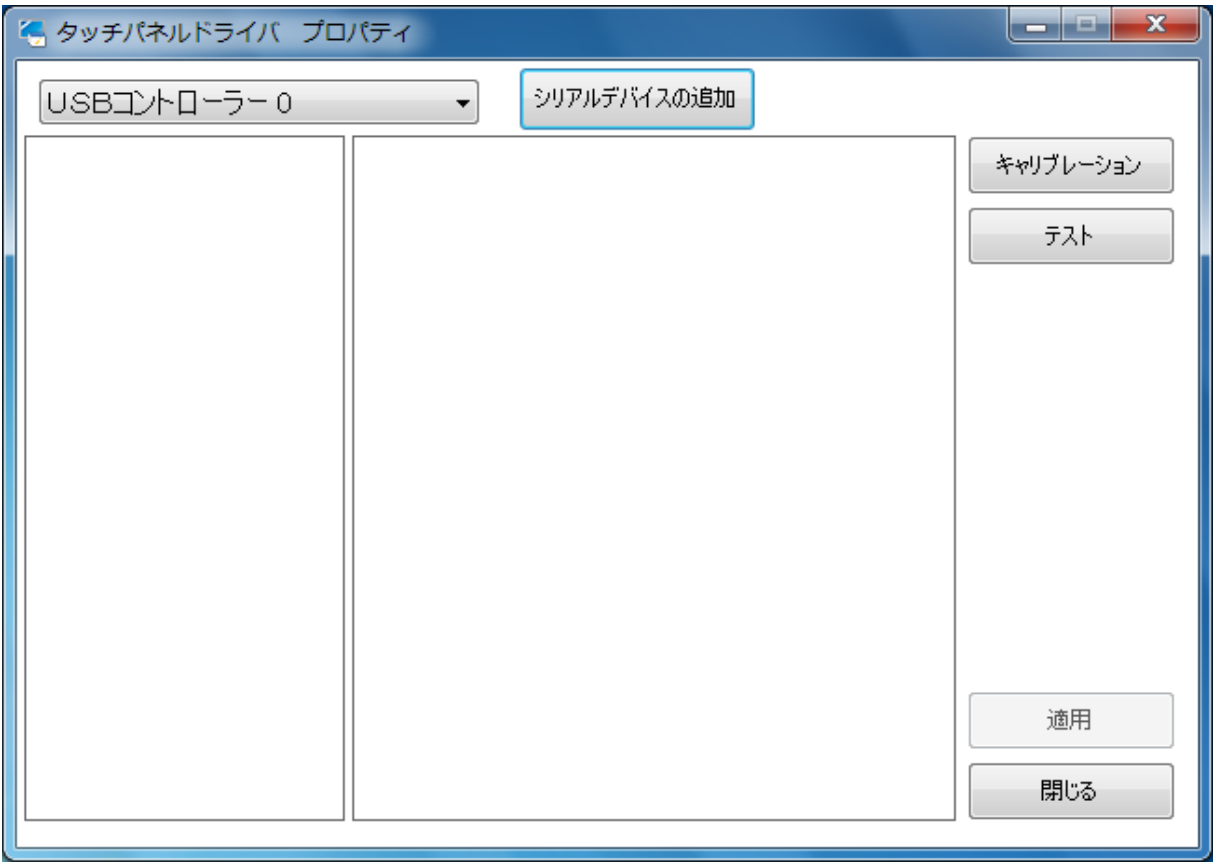 タッチパネルドライバ プロパティ
USBコントローラー0
シリアルデバイスの追加
キャリブレーション
テスト
適用
閉じる